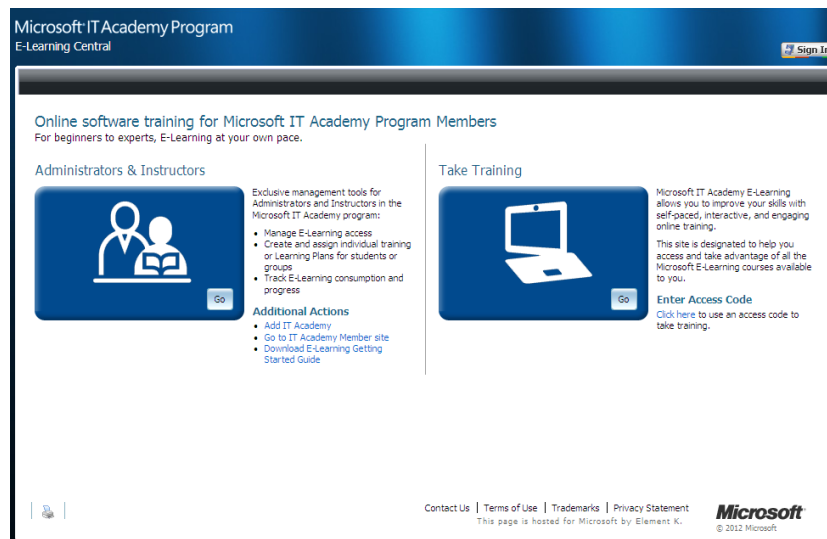 Microsoft IT Academy Program
E-Learning Central
Sign In
Online software training for Microsoft IT Academy Program Members
For beginners to experts, E-Learning at your own pace.
Administrators & Instructors
Go
Exclusive management tools for
Administrators and Instructors in the
Microsoft IT Academy program:
• Manage E-Learning access
• Create and assign individual training
or Learning Plans for students or
groups
• Track E-Learning consumption and
progress
Additional Actions
• Add IT Academy
• Go to IT Academy Member site
• Download E-Learning Getting
Started Guide
Take Training
Go
Microsoft IT Academy E-Learning
allows you to improve your skills with
self-paced, interactive, and engaging
online training.
This site is designated to help you
access and take advantage of all the
Microsoft E-Learning courses available
to you.
Enter Access Code
Click here to use an access code to
take training.
Contact Us | Terms of Use | Trademarks | Privacy Statement
This page is hosted for Microsoft by Element K.
Microsoft
© 2012 Microsoft